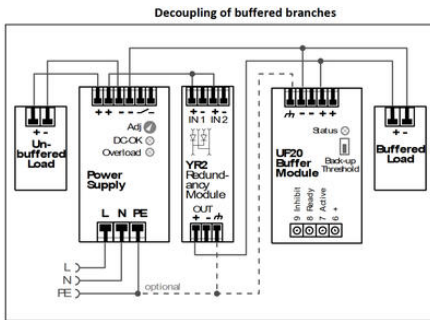 Decoupling of buffered branches
+ -
Un-
buffered
Load
+ + - -
Adj
DC-OK
Overload
Power
Supply
L N PE
+ - + -
IN 1 IN 2
YR2
Redund-
ancy
Module
OUT
+ -
- - + +
Status
UF20
Buffer
Module
Back-up
Threshold
9 Inhibit
8 Ready
7 Active
6 +
+ -
Buffered
Load
L
N
PE
optional